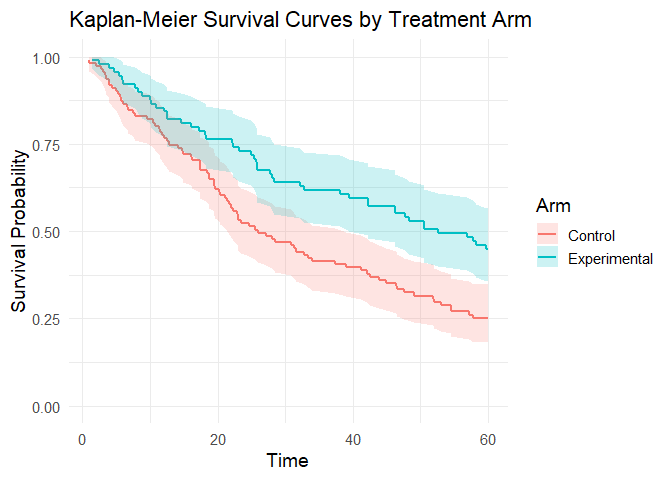 Kaplan-Meier Survival Curves by Treatment Arm
1.00
0.75
0.50
0.25
0.00
Survival Probability
0
20
40
60
Time
Arm
Control
Experimental